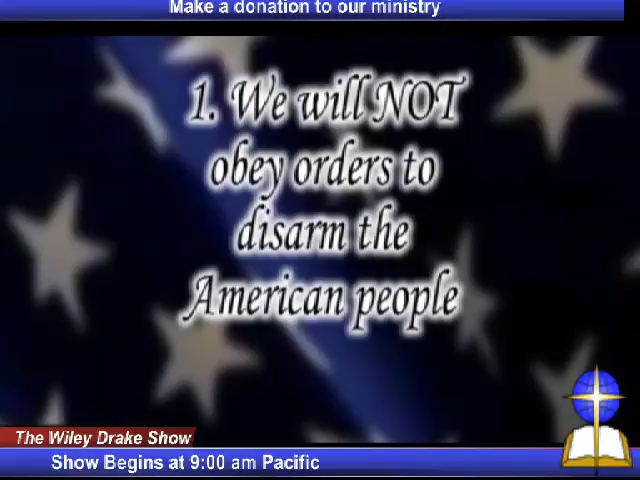 Make a donation to our ministry
1. We will NOT
obey orders to
disarm the
American people
The Wiley Drake Show
Show Begins at 9:00 am Pacific